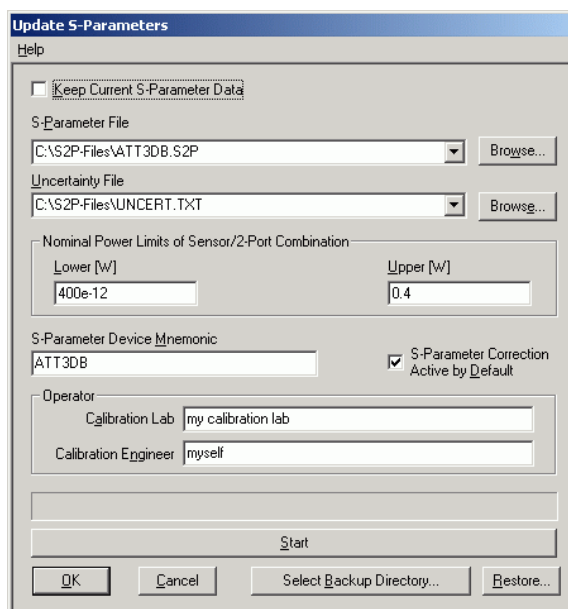 Update S-Parameters
Help
Keep Current S-Parameter Data
S-Parameter File
C:\S2P-Files\ATT3DB.S2P
Browse...
Uncertainty File
C:\S2P-Files\UNCERT.TXT
Browse...
Nominal Power Limits of Sensor/2-Port Combination
Lower [W]
Upper [W]
400e-12
0.4
S-Parameter Device Mnemonic
ATT3DB
S-Parameter Correction
Active by Default
Operator
Calibration Lab
my calibration lab
Calibration Engineer
myself
Start
OK
Cancel
Select Backup Directory...
Restore...